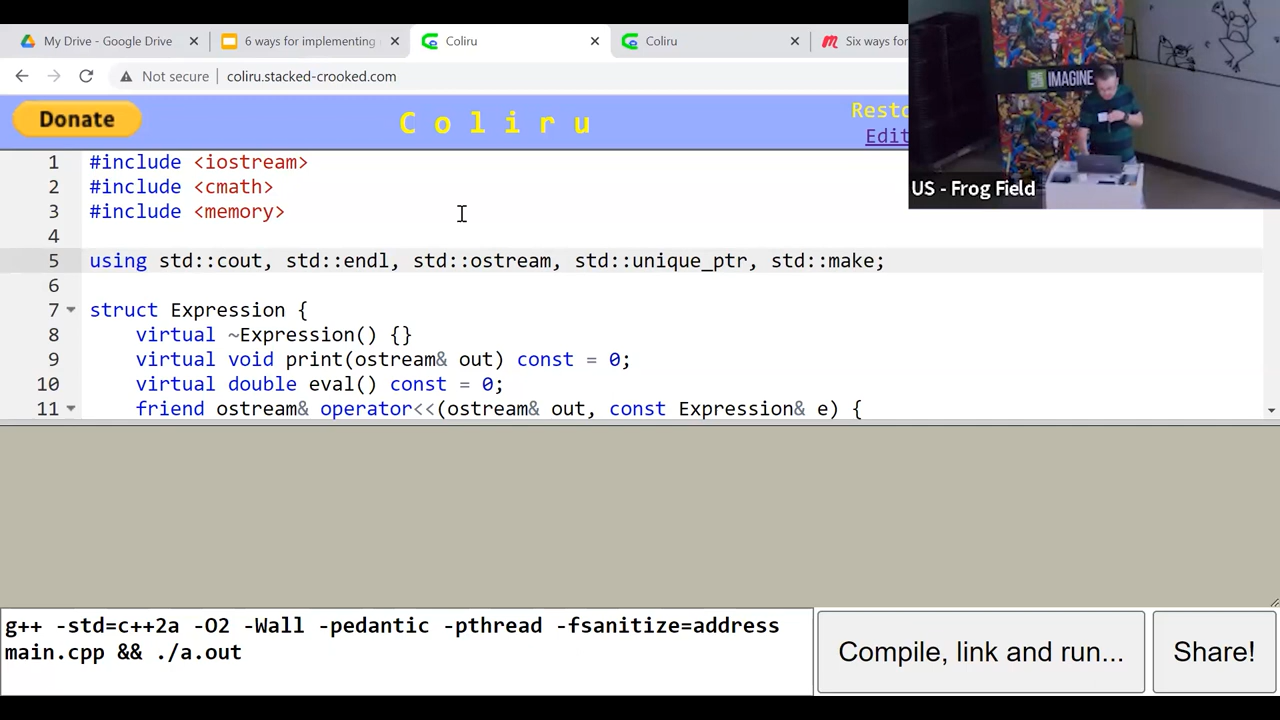 My Drive - Google Drive
6 ways for implementing
Coliru
Coliru
Six ways for
Not secure
coliru.stacked-crooked.com
Donate
Coliru
Resto
Edit
IMAGINE
US - Frog Field
1 #include <iostream>
2 #include <cmath>
3 #include <memory>
4
5 using std::cout, std::endl, std::ostream, std::unique_ptr, std::make;
6
7 struct Expression {
8 virtual ~Expression() {}
9 virtual void print(ostream& out) const = 0;
10 virtual double eval() const = 0;
11 friend ostream& operator<<(ostream& out, const Expression& e) {
g++ -std=c++2a -O2 -Wall -pedantic -pthread -fsanitize=address
main.cpp && ./a.out
Compile, link and run...
Share!